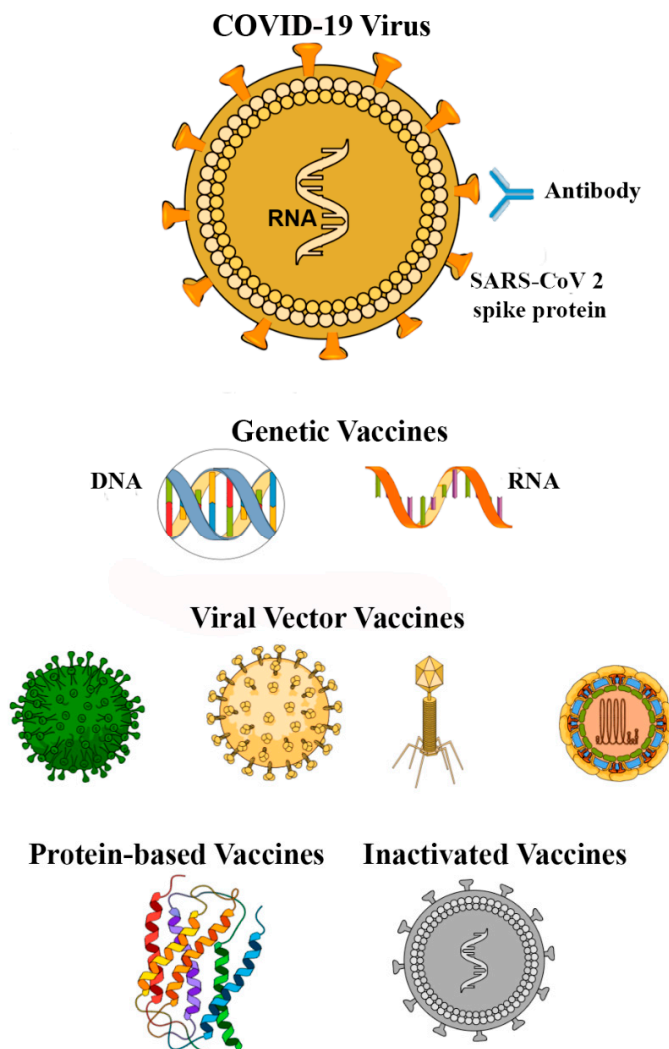 COVID-19 Virus
RNA
Antibody
SARS-CoV 2
spike protein
Genetic Vaccines
DNA
RNA
Viral Vector Vaccines
Protein-based Vaccines
Inactivated Vaccines